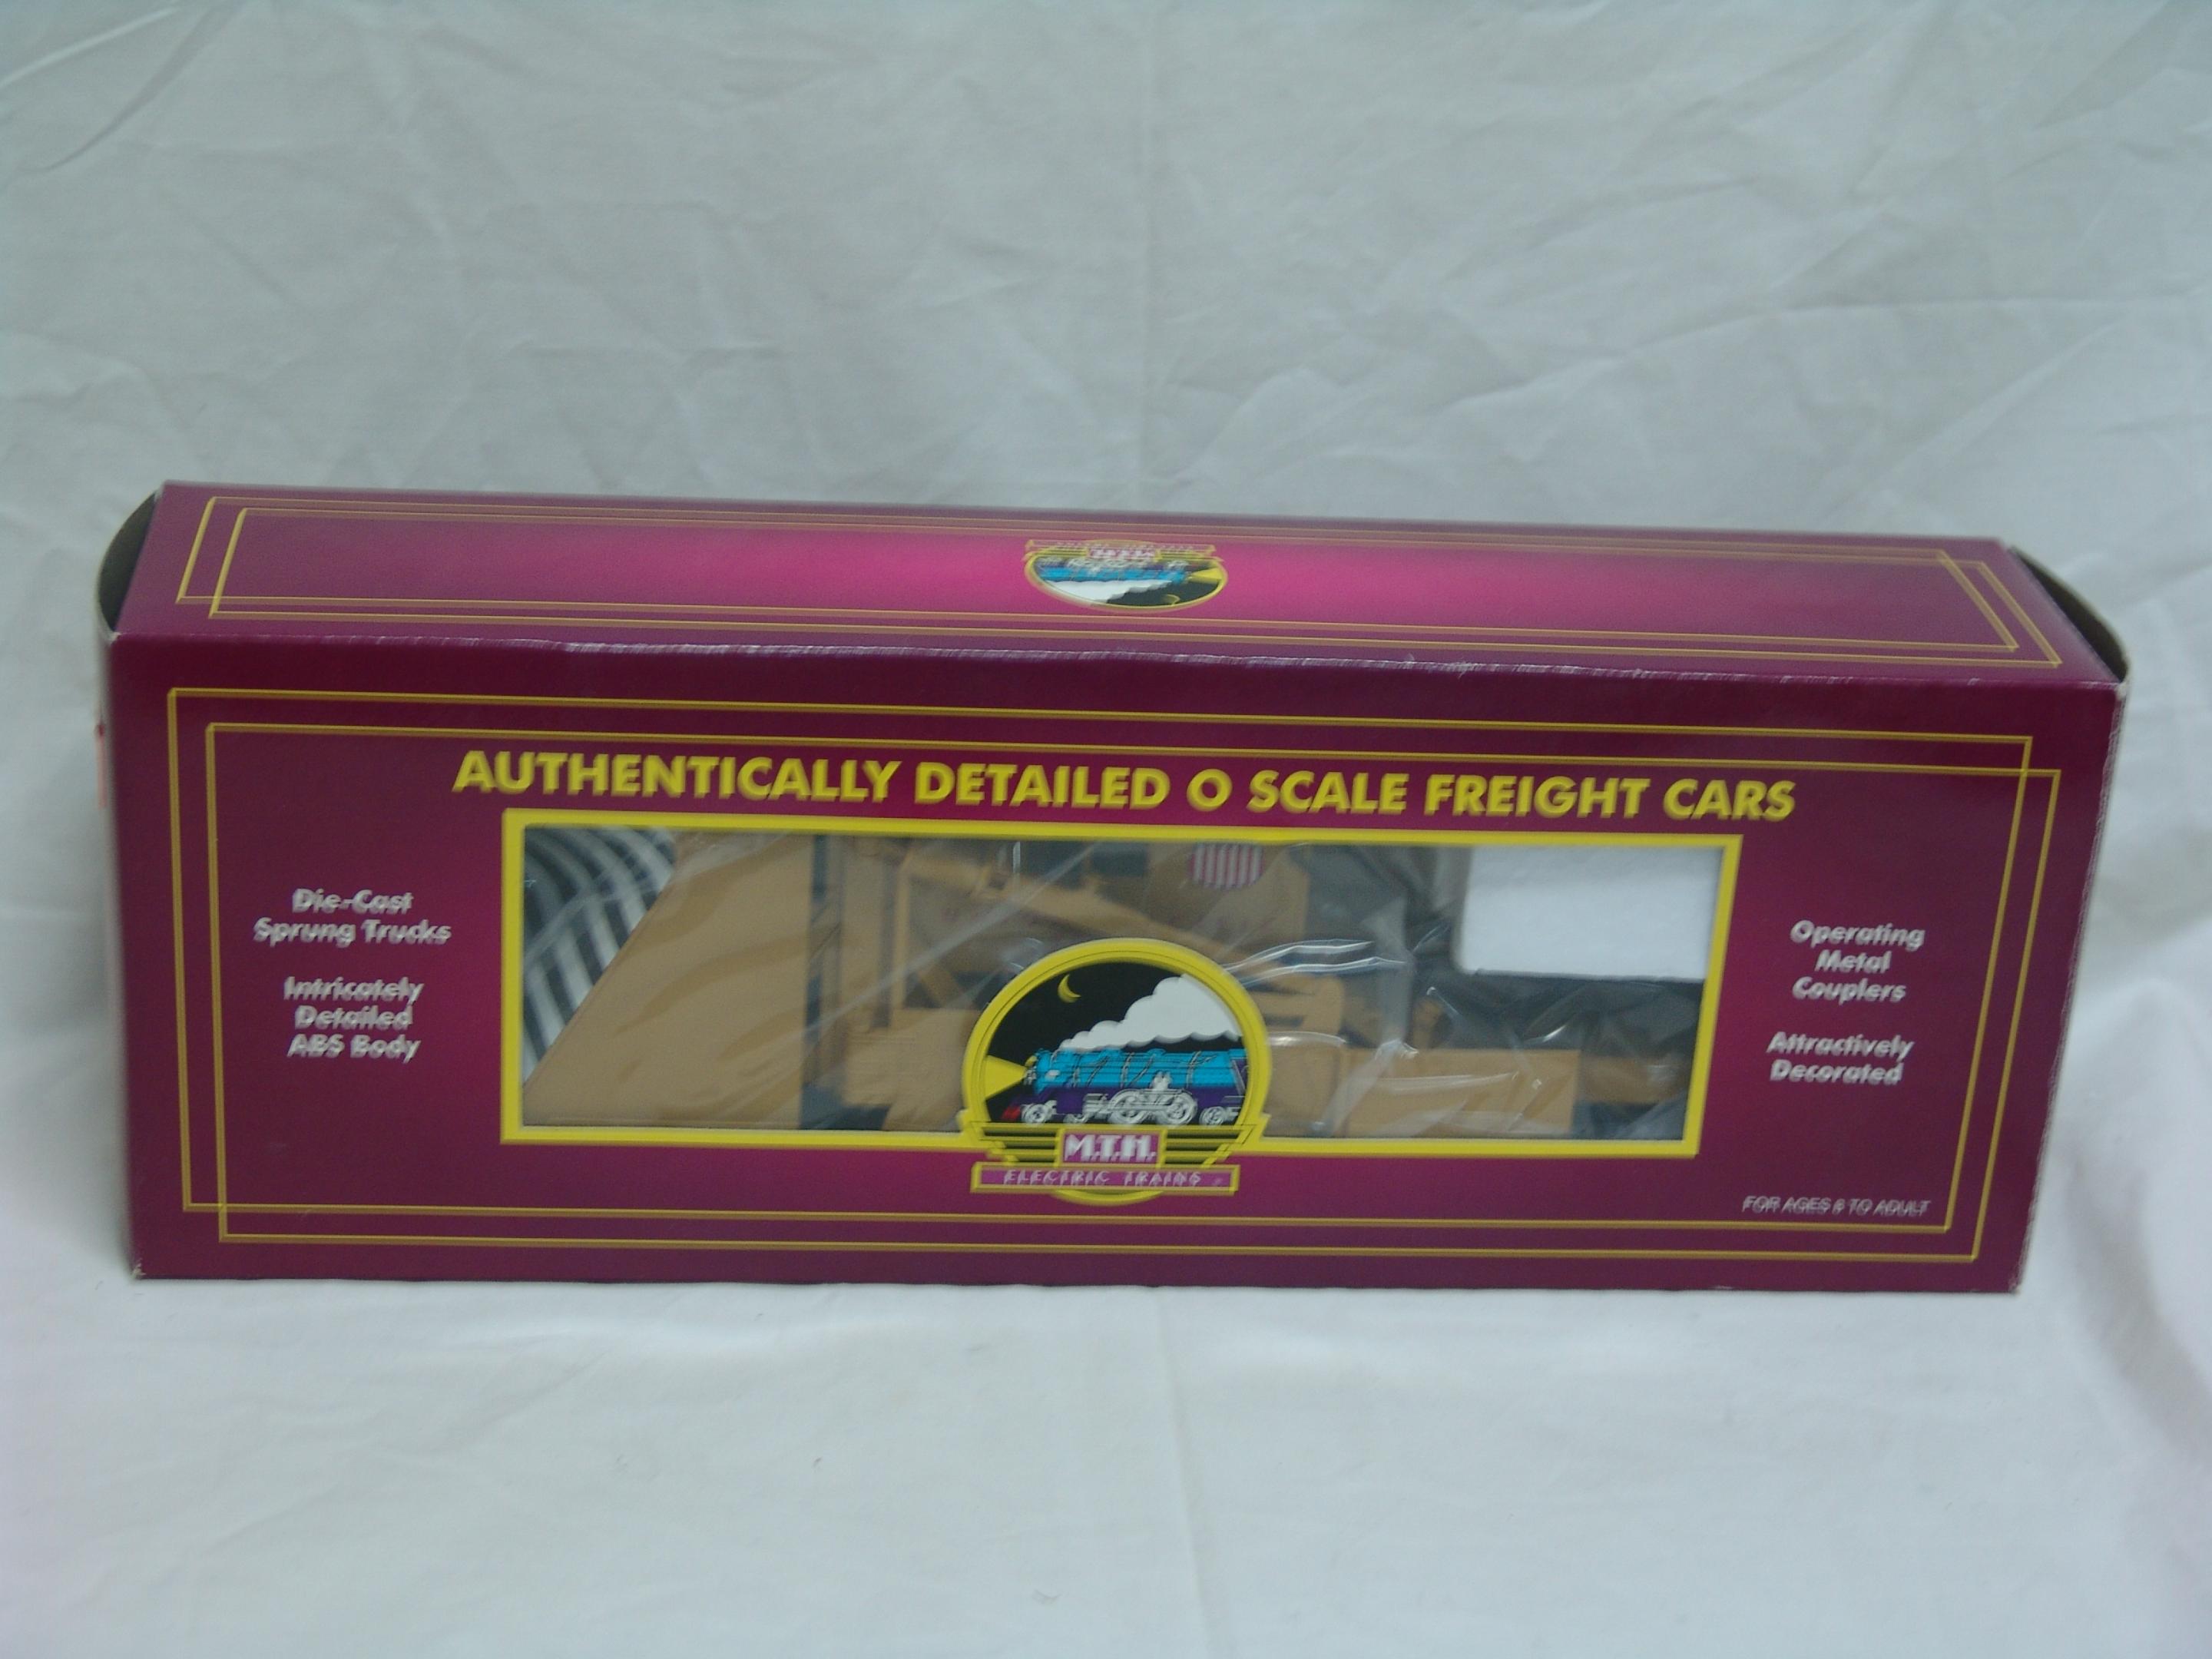 M.T.H.
AUTHENTICALLY DETAILED O SCALE FREIGHT CARS
Die-Cast
Sprung Trucks
Intricately
Detailed
ABS Body
Operating
Metal
Couplers
Attractively
Decorated
M.T.H.
ELECTRIC TRAINS
FOR AGES 8 TO ADULT